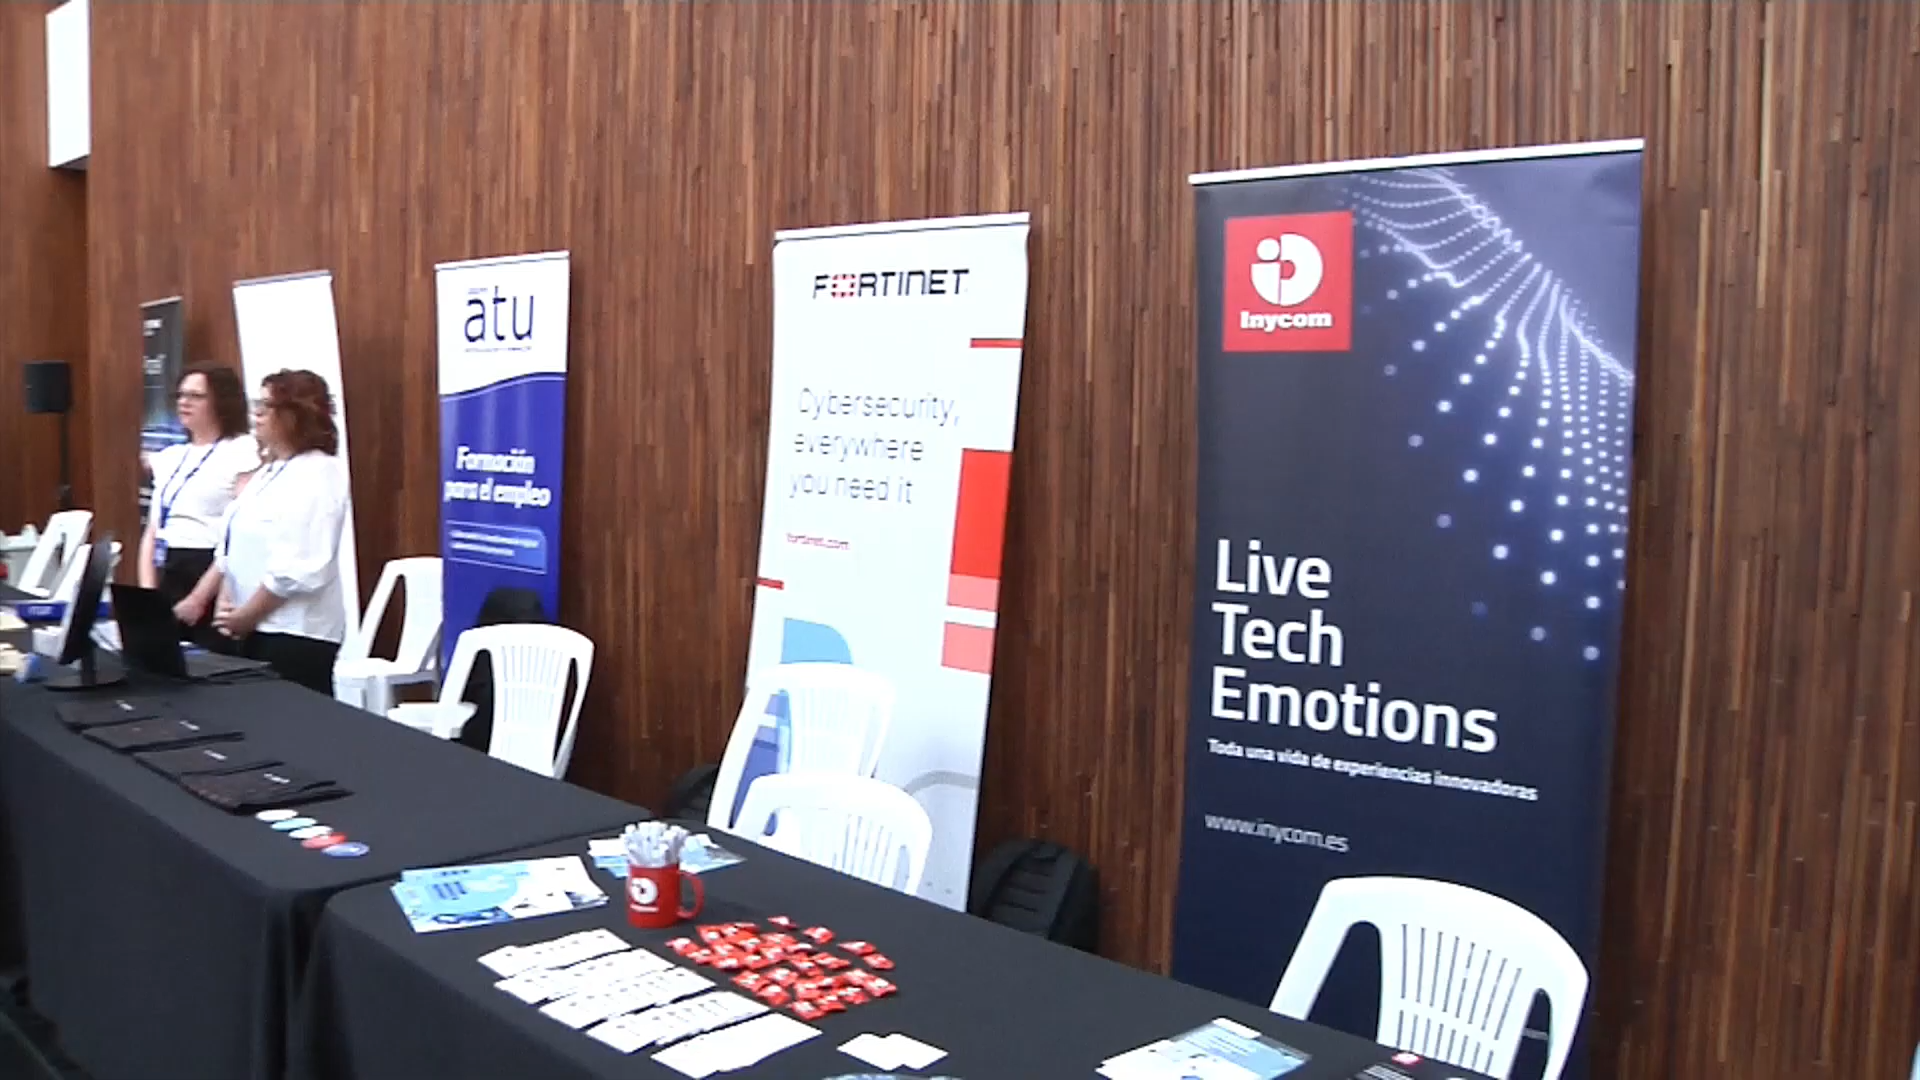 atu
Formación
para el empleo
FORTINET
Cybersecurity,
everywhere
you need it
fortinet.com
Inycom
Live
Tech
Emotions
Toda una vida de experiencias innovadoras
www.inycom.es